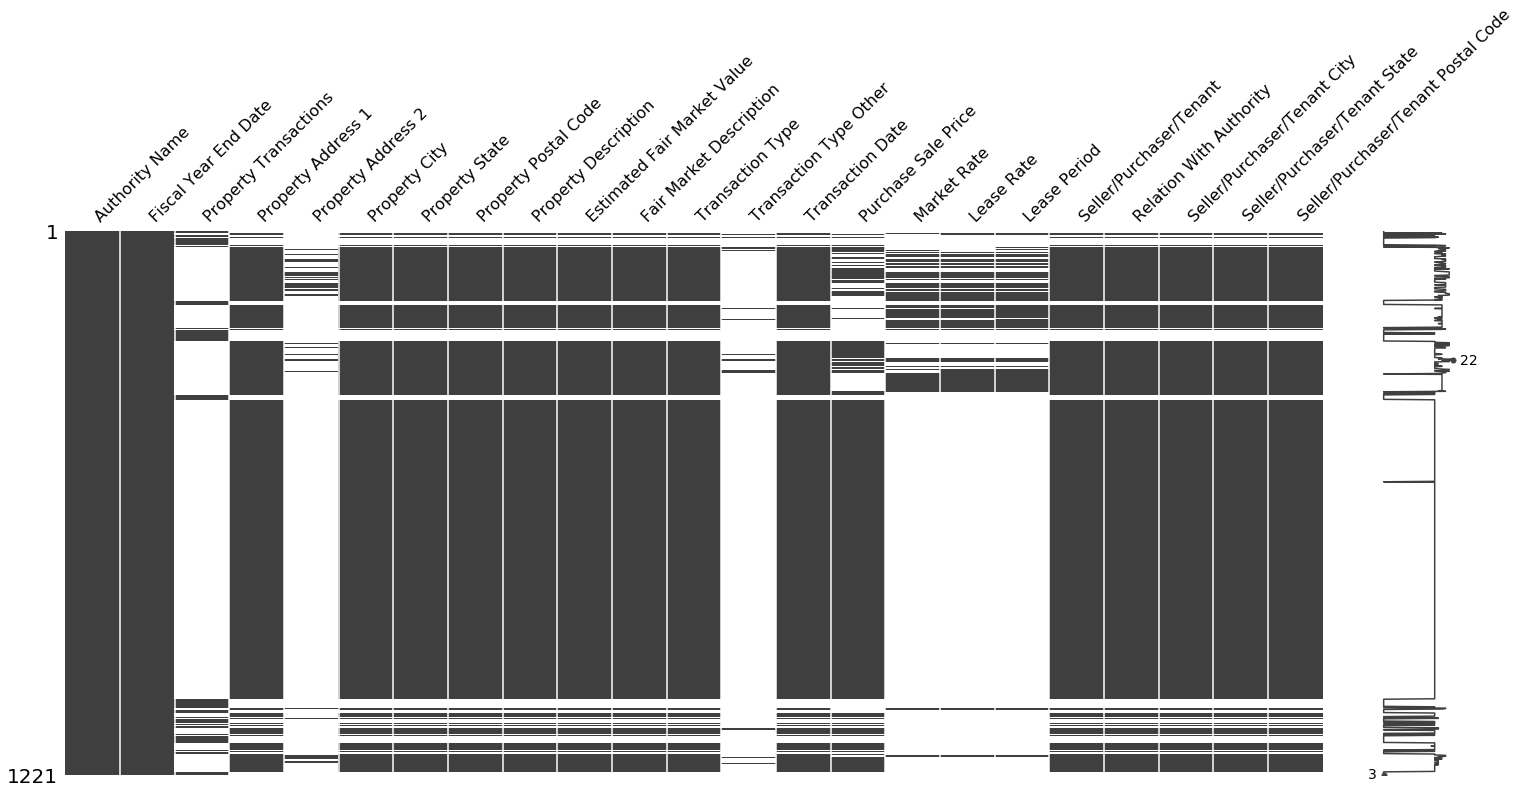 Authority Name
Fiscal Year End Date
Property Transactions
Property Address 1
Property Address 2
Property City
Property State
Property Postal Code
Property Description
Estimated Fair Market Value
Fair Market Description
Transaction Type
Transaction Type Other
Transaction Date
Purchase Sale Price
Market Rate
Lease Rate
Lease Period
Seller/Purchaser/Tenant
Relation With Authority
Seller/Purchaser/Tenant City
Seller/Purchaser/Tenant State
Seller/Purchaser/Tenant Postal Code
1
22
1221
3